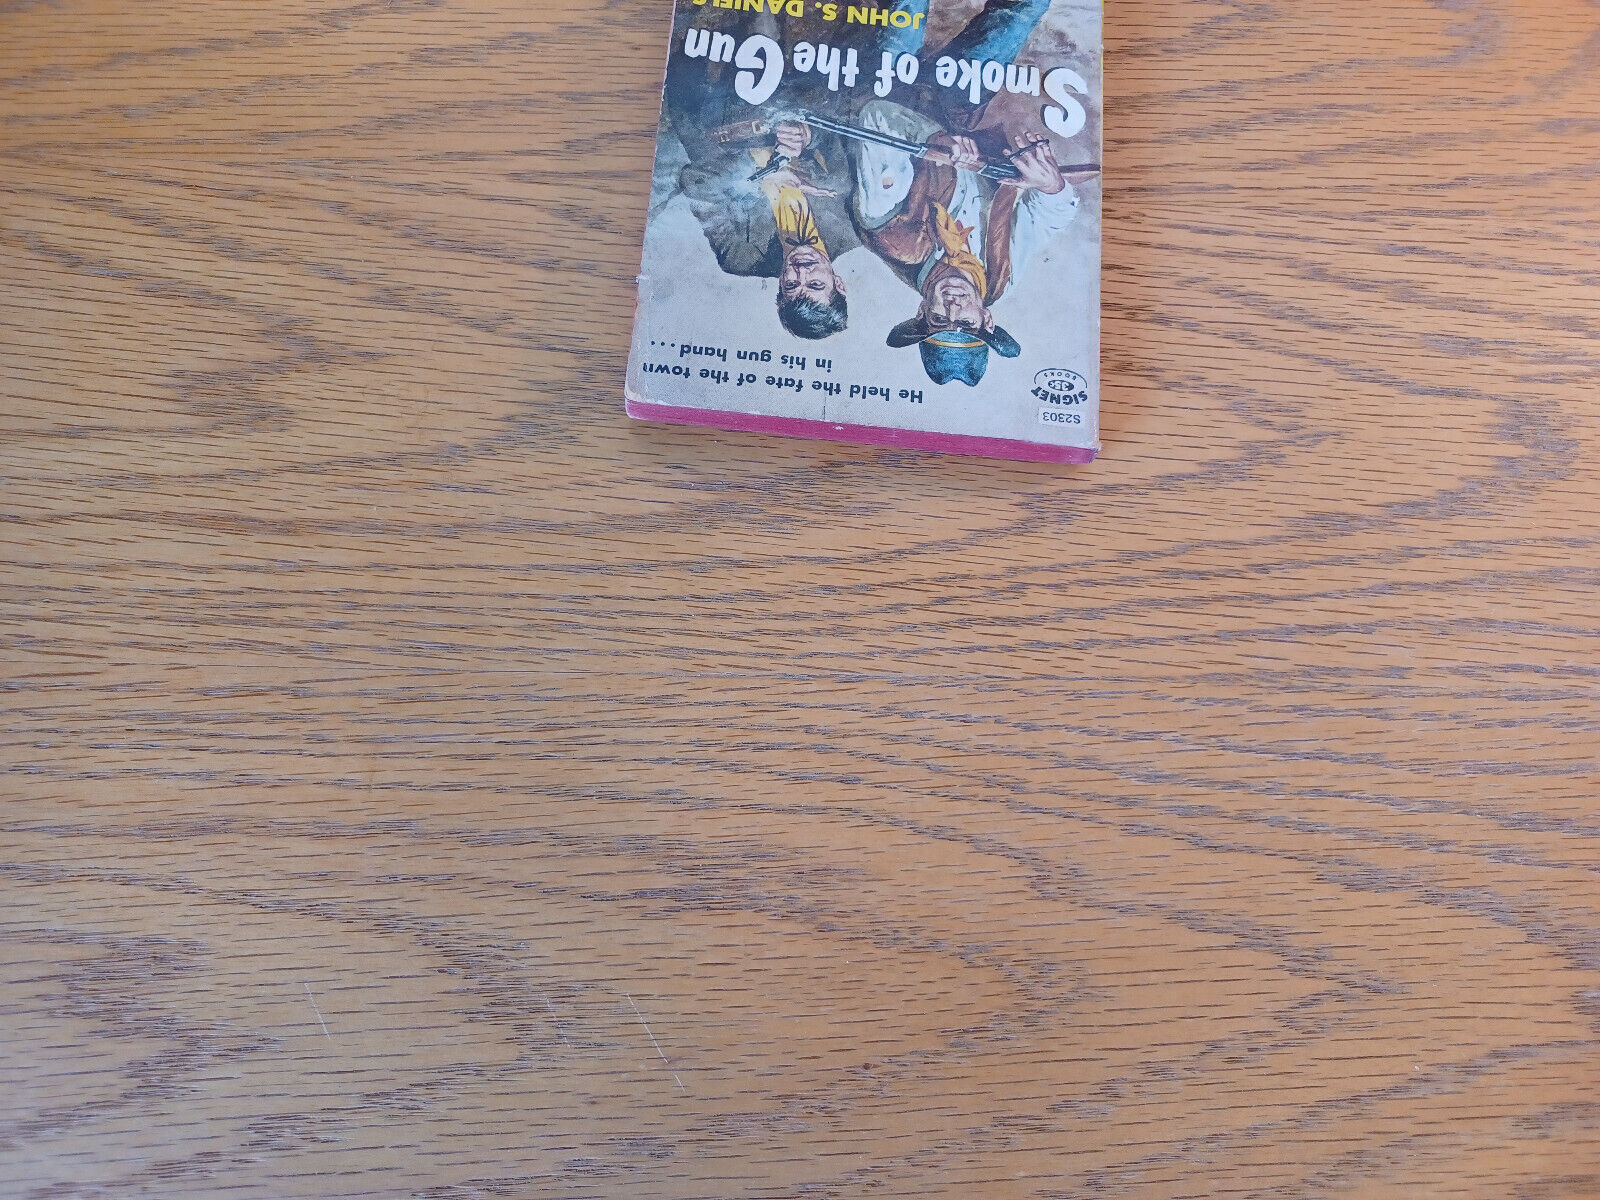 S2303
SIGNET
35¢
BOOKS
He held the fate of the town
in his gun hand...
Smoke of the Gun
JOHN S. DANIELS